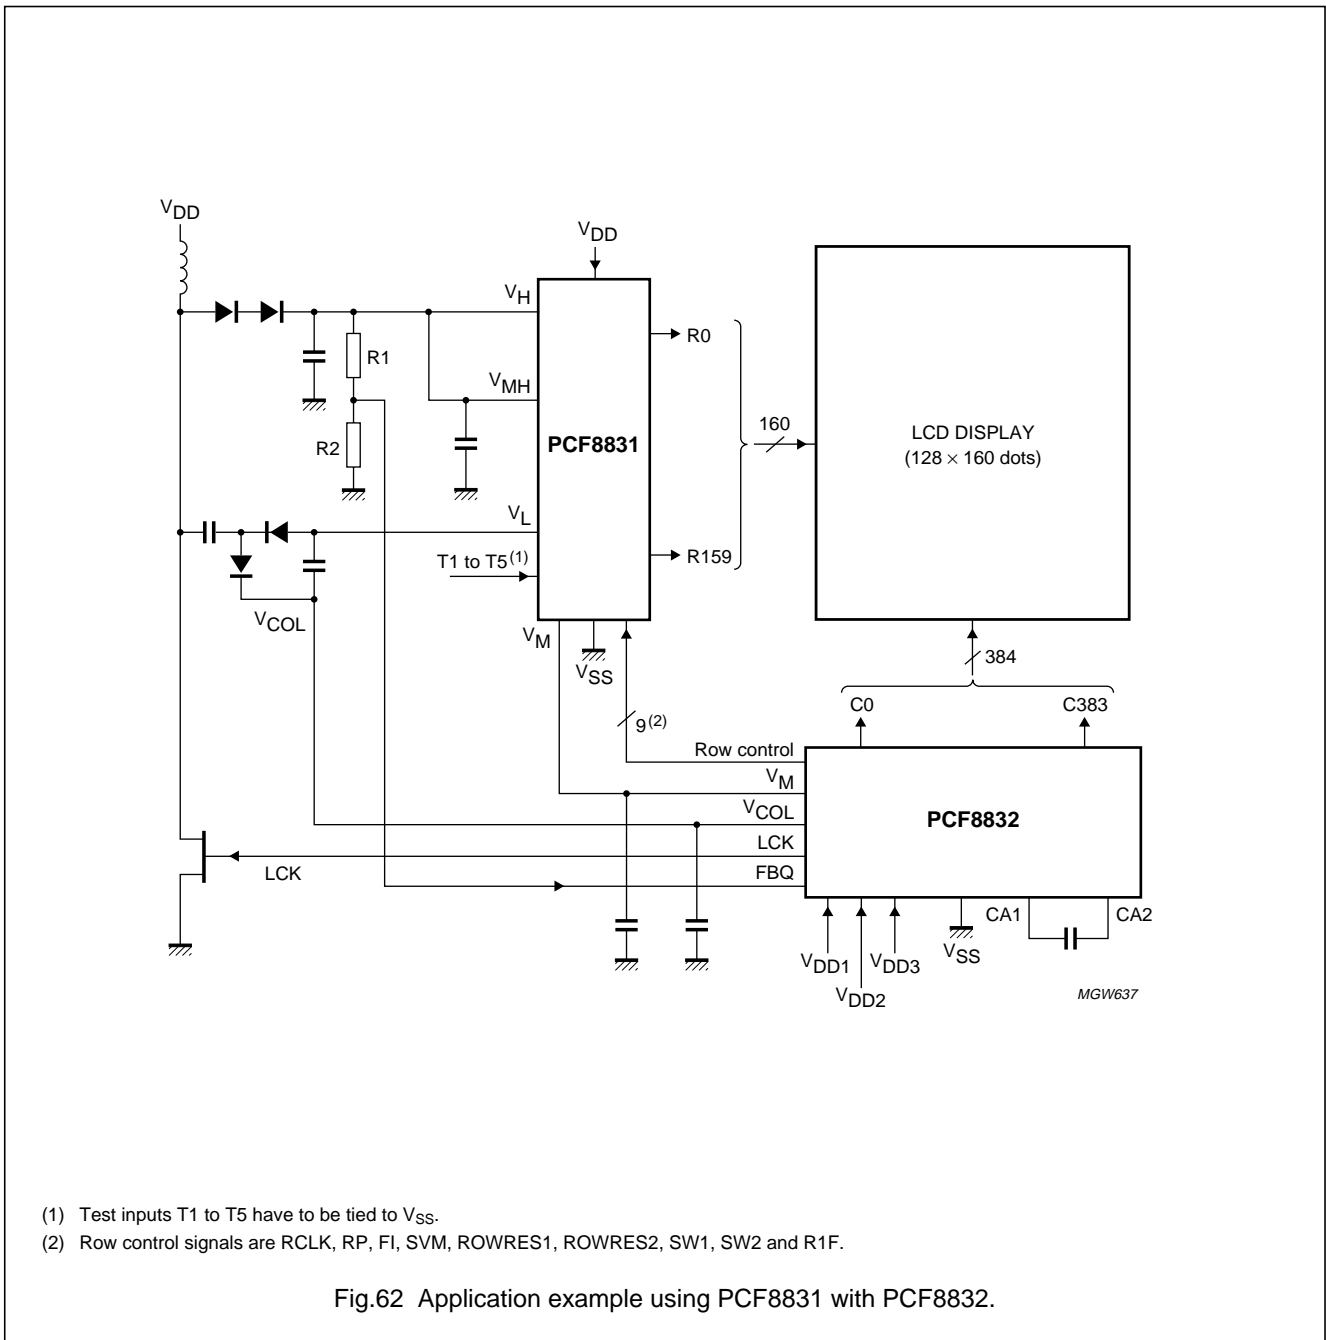 VDD
VDD
VH
R0
R1
VMH
160
LCD DISPLAY
(128 × 160 dots)
R2
PCF8831
VL
T1 to T5(1)
R159
VCOL
VM
VSS
384
C0
C383
9(2)
Row control
VM
VCOL
PCF8832
LCK
LCK
FBQ
CA1
CA2
VDD1
VDD3
VSS
VDD2
MGW637
(1) Test inputs T1 to T5 have to be tied to VSS.
(2) Row control signals are RCLK, RP, FI, SVM, ROWRES1, ROWRES2, SW1, SW2 and R1F.
Fig.62 Application example using PCF8831 with PCF8832.